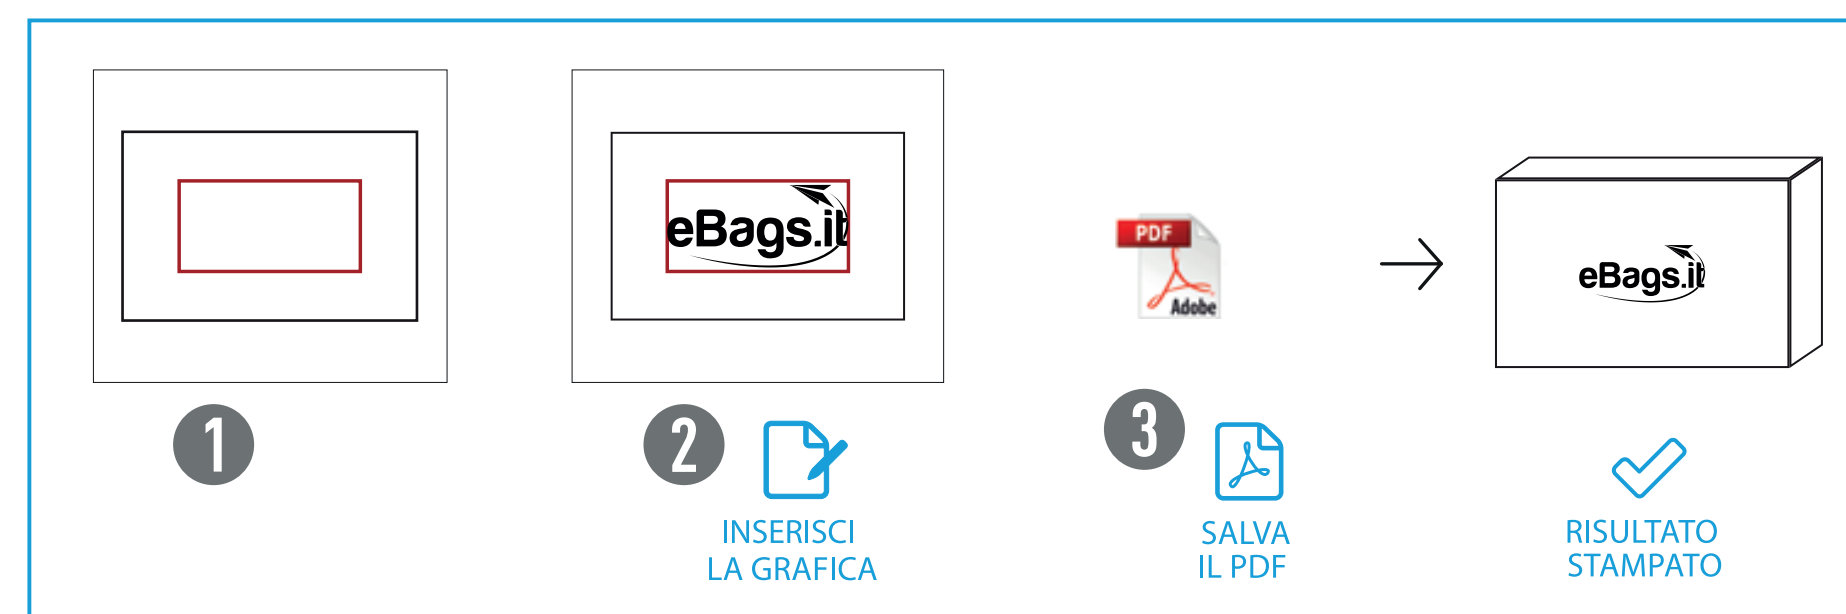 eBags.it
PDF
Adobe
eBags.it
1
2
INSERISCI
LA GRAFICA
3
SALVA
IL PDF
RISULTATO
STAMPATO